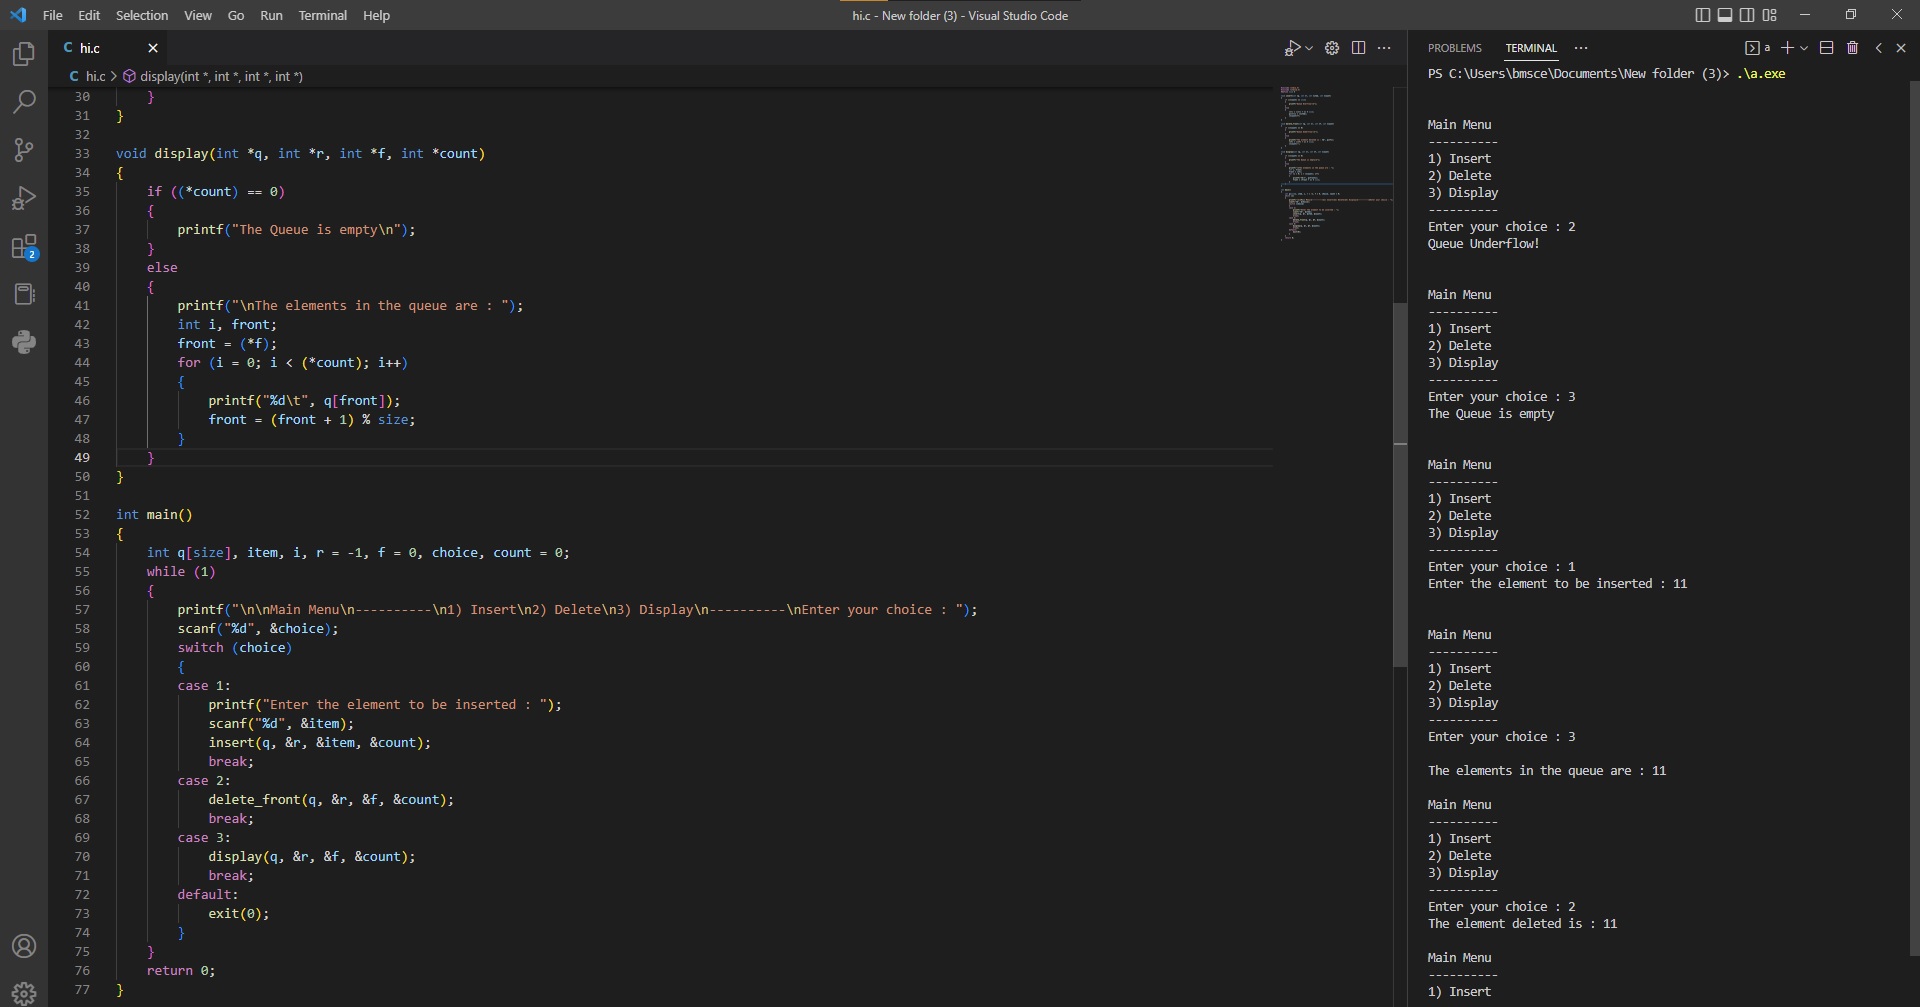 File Edit Selection View Go Run Terminal Help
hi.c - New folder (3) - Visual Studio Code
C hi.c
C hi.c > display(int *, int *, int *, int *)
30 }
31 }
32
33 void display(int *q, int *r, int *f, int *count)
34 {
35 if ((*count) == 0)
36 {
37 printf("The Queue is empty\n");
38 }
39 else
40 {
41 printf("\nThe elements in the queue are : ");
42 int i, front;
43 front = (*f);
44 for (i = 0; i < (*count); i++)
45 {
46 printf("%d\t", q[front]);
47 front = (front + 1) % size;
48 }
49 }
50 }
51
52 int main()
53 {
54 int q[size], item, i, r = -1, f = 0, choice, count = 0;
55 while (1)
56 {
57 printf("\n\nMain Menu\n----------\n1) Insert\n2) Delete\n3) Display\n----------\nEnter your choice : ");
58 scanf("%d", &choice);
59 switch (choice)
60 {
61 case 1:
62 printf("Enter the element to be inserted : ");
63 scanf("%d", &item);
64 insert(q, &r, &item, &count);
65 break;
66 case 2:
67 delete_front(q, &r, &f, &count);
68 break;
69 case 3:
70 display(q, &r, &f, &count);
71 break;
72 default:
73 exit(0);
74 }
75 }
76 return 0;
77 }
2
PROBLEMS TERMINAL
a
PS C:\Users\bmsce\Documents\New folder (3)> .\a.exe
Main Menu
----------
1) Insert
2) Delete
3) Display
----------
Enter your choice : 2
Queue Underflow!
Main Menu
----------
1) Insert
2) Delete
3) Display
----------
Enter your choice : 3
The Queue is empty
Main Menu
----------
1) Insert
2) Delete
3) Display
----------
Enter your choice : 1
Enter the element to be inserted : 11
Main Menu
----------
1) Insert
2) Delete
3) Display
----------
Enter your choice : 3
The elements in the queue are : 11
Main Menu
----------
1) Insert
2) Delete
3) Display
----------
Enter your choice : 2
The element deleted is : 11
Main Menu
----------
1) Insert